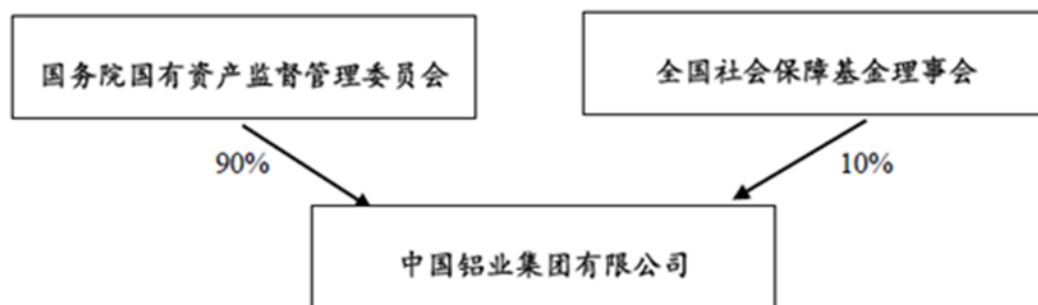 国务院国有资产监督管理委员会
全国社会保障基金理事会
90%
10%
中国铝业集团有限公司